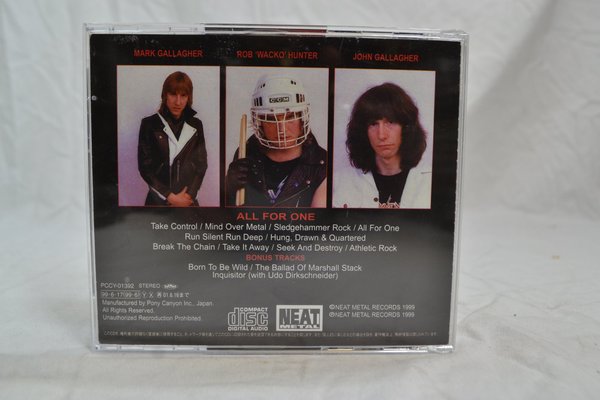 MARK GALLAGHER
ROB 'WACKO' HUNTER
JOHN GALLAGHER
CCM
ALL FOR ONE
Take Control / Mind Over Metal / Sledgehammer Rock / All For One
Run Silent Run Deep / Hung, Drawn & Quartered
Break The Chain / Take It Away / Seek And Destroy / Athletic Rock
BONUS TRACKS
Born To Be Wild / The Ballad Of Marshall Stack
Inquisitor (with Udo Dirkschneider)
PCCY-01392 STEREO
Manufactured by Pony Canyon Inc., Japan.
All Rights Reserved.
Unauthorized Reproduction Prohibited.
COMPACT
disc
DIGITAL AUDIO
NEAT
METAL
©NEAT METAL RECORDS 1999
℗NEAT METAL RECORDS 1999